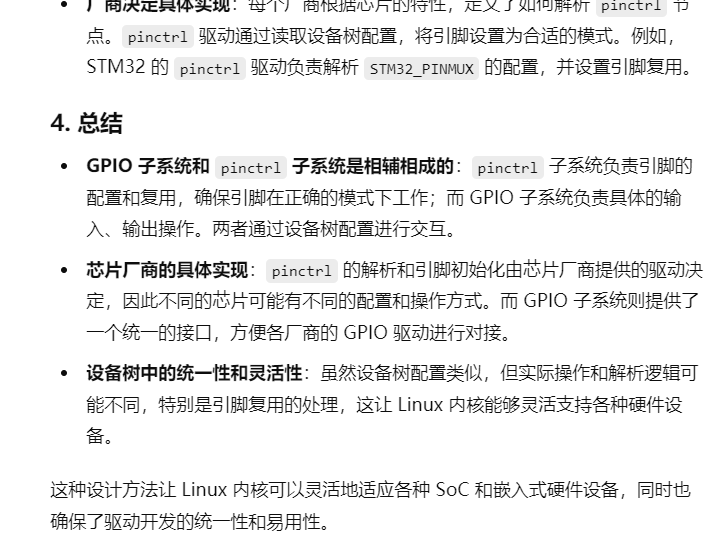 厂商决定具体实现：每个厂商根据芯片的特性，定义了如何解析 pinctrl 节
点。pinctrl 驱动通过读取设备树配置，将引脚设置为合适的模式。例如，
STM32 的 pinctrl 驱动负责解析 STM32_PINMUX 的配置，并设置引脚复用。
4. 总结
GPIO 子系统和 pinctrl 子系统是相辅相成的：pinctrl 子系统负责引脚的
配置和复用，确保引脚在正确的模式下工作；而 GPIO 子系统负责具体的输
入、输出操作。两者通过设备树配置进行交互。
芯片厂商的具体实现：pinctrl 的解析和引脚初始化由芯片厂商提供的驱动决
定，因此不同的芯片可能有不同的配置和操作方式。而 GPIO 子系统则提供了
一个统一的接口，方便各厂商的 GPIO 驱动进行对接。
设备树中的统一性和灵活性：虽然设备树配置类似，但实际操作和解析逻辑可
能不同，特别是引脚复用的处理，这让 Linux 内核能够灵活支持各种硬件设
备。
这种设计方法让 Linux 内核可以灵活地适应各种 SoC 和嵌入式硬件设备，同时也
确保了驱动开发的统一性和易用性。